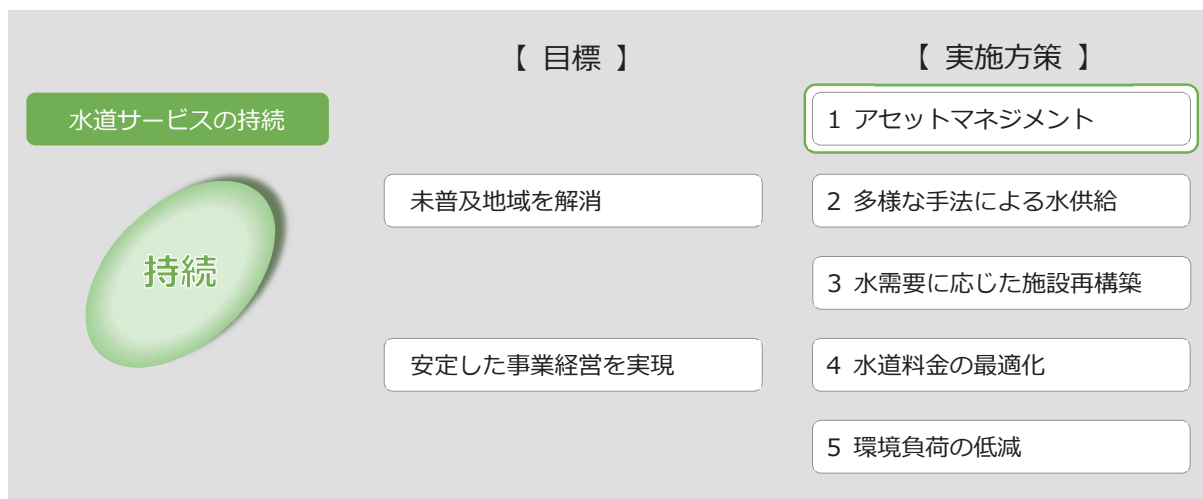 【 目標 】
【 実施方策 】
水道サービスの持続
1 アセットマネジメント
未普及地域を解消
2 多様な手法による水供給
持続
3 水需要に応じた施設再構築
安定した事業経営を実現
4 水道料金の最適化
5 環境負荷の低減